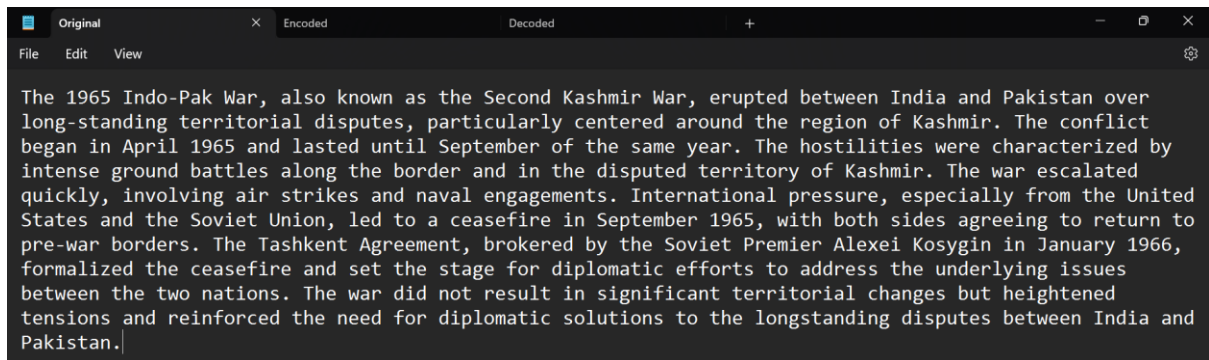 Original Encoded Decoded
File Edit View
The 1965 Indo-Pak War, also known as the Second Kashmir War, erupted between India and Pakistan over
long-standing territorial disputes, particularly centered around the region of Kashmir. The conflict
began in April 1965 and lasted until September of the same year. The hostilities were characterized by
intense ground battles along the border and in the disputed territory of Kashmir. The war escalated
quickly, involving air strikes and naval engagements. International pressure, especially from the United
States and the Soviet Union, led to a ceasefire in September 1965, with both sides agreeing to return to
pre-war borders. The Tashkent Agreement, brokered by the Soviet Premier Alexei Kosygin in January 1966,
formalized the ceasefire and set the stage for diplomatic efforts to address the underlying issues
between the two nations. The war did not result in significant territorial changes but heightened
tensions and reinforced the need for diplomatic solutions to the longstanding disputes between India and
Pakistan.